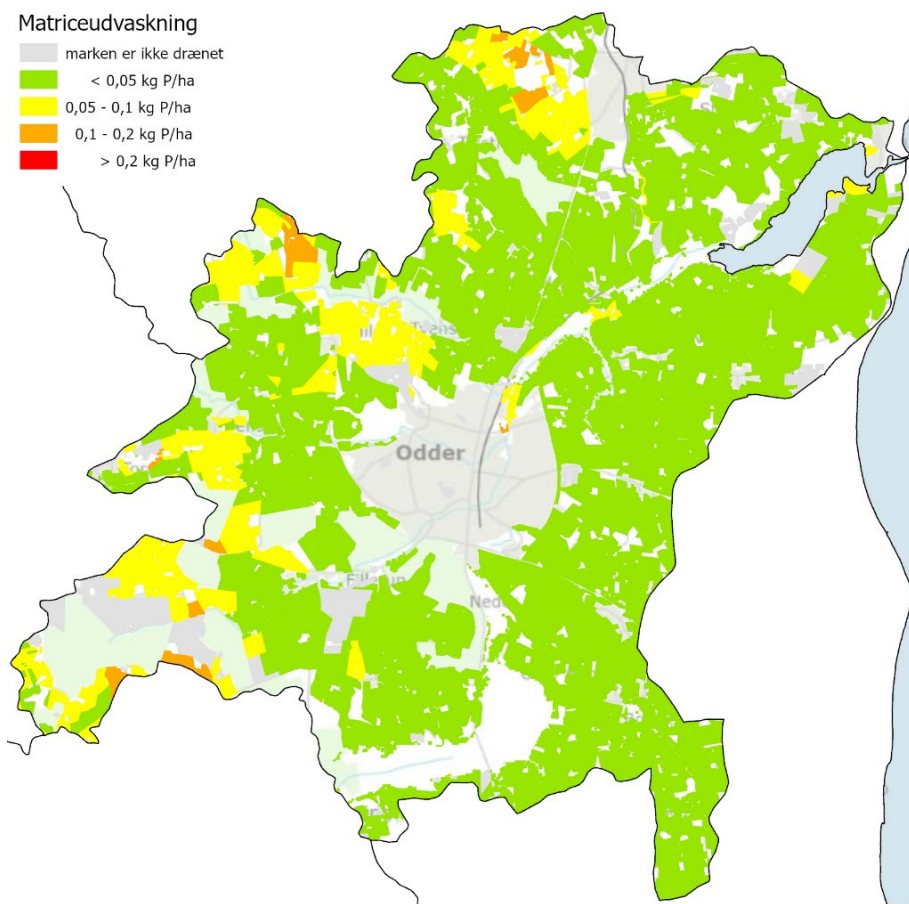 Matriceudvaskning
marken er ikke drænet
< 0,05 kg P/ha
0,05 - 0,1 kg P/ha
0,1 - 0,2 kg P/ha
> 0,2 kg P/ha
Odder